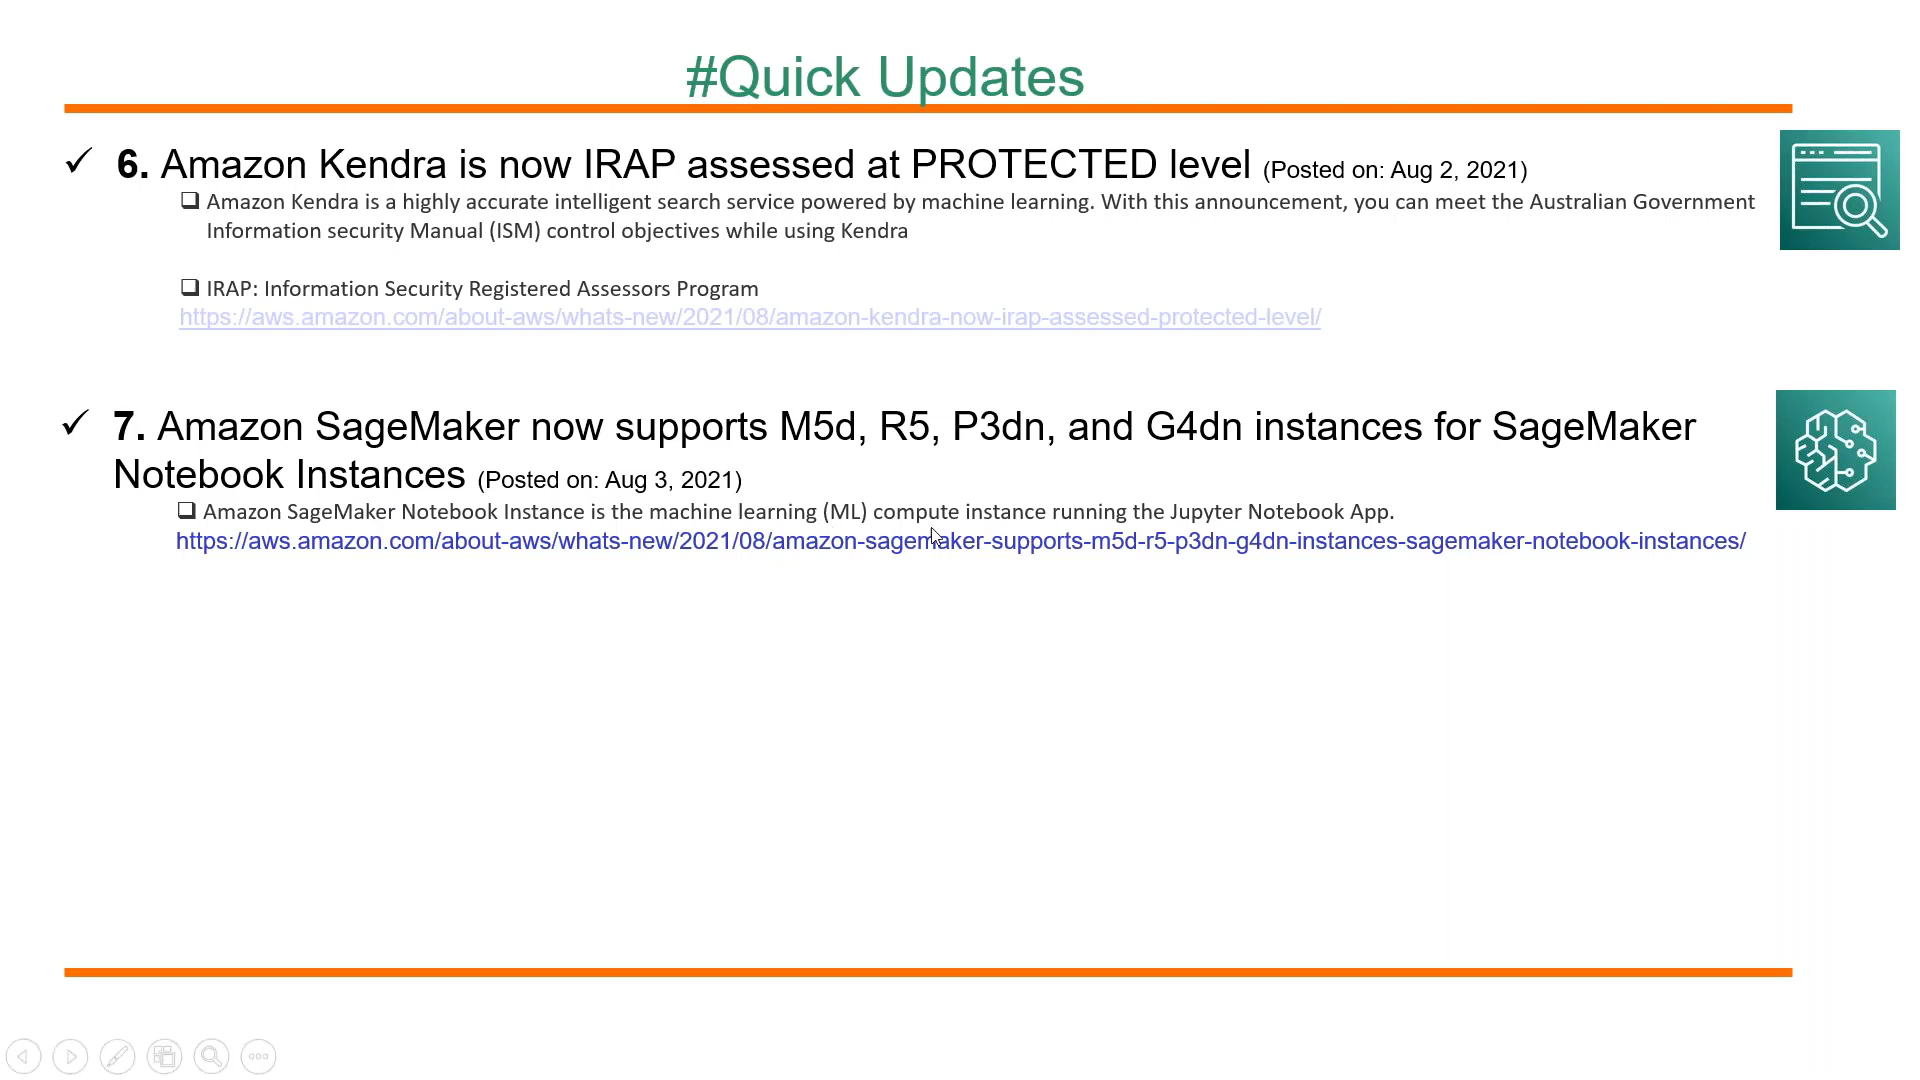 #Quick Updates
✓ 6. Amazon Kendra is now IRAP assessed at PROTECTED level (Posted on: Aug 2, 2021)
❑ Amazon Kendra is a highly accurate intelligent search service powered by machine learning. With this announcement, you can meet the Australian Government
Information security Manual (ISM) control objectives while using Kendra
❑ IRAP: Information Security Registered Assessors Program
https://aws.amazon.com/about-aws/whats-new/2021/08/amazon-kendra-now-irap-assessed-protected-level/
✓ 7. Amazon SageMaker now supports M5d, R5, P3dn, and G4dn instances for SageMaker
Notebook Instances (Posted on: Aug 3, 2021)
❑ Amazon SageMaker Notebook Instance is the machine learning (ML) compute instance running the Jupyter Notebook App.
https://aws.amazon.com/about-aws/whats-new/2021/08/amazon-sagemaker-supports-m5d-r5-p3dn-g4dn-instances-sagemaker-notebook-instances/